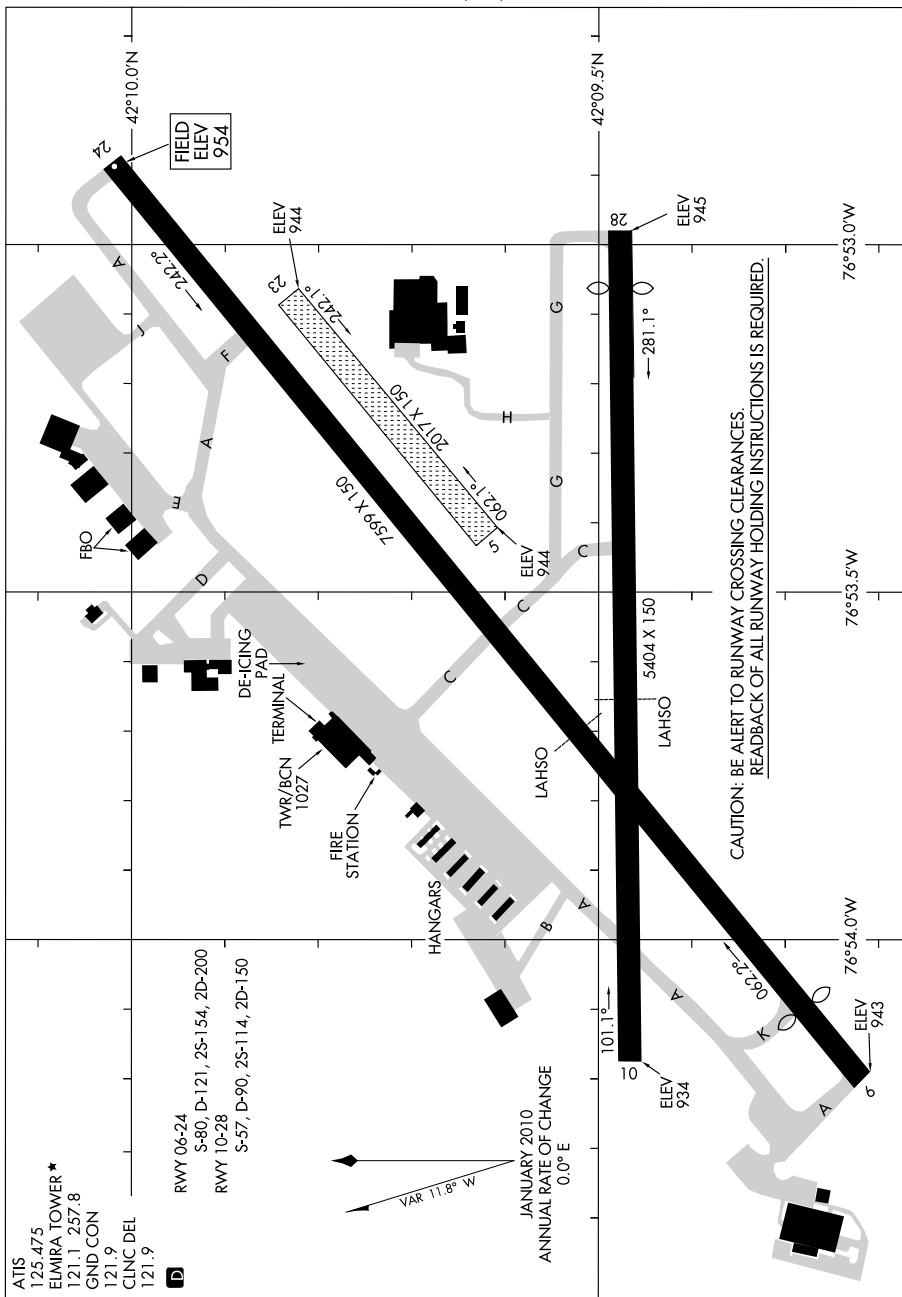 ATIS
125.475
ELMIRA TOWER ★
121.1 257.8
GND CON
121.9
CLNC DEL
121.9
D
RWY 06-24
S-80, D-121, 2S-154, 2D-200
RWY 10-28
S-57, D-90, 2S-114, 2D-150
VAR 11.8° W
JANUARY 2010
ANNUAL RATE OF CHANGE
0.0° E
FIELD
ELEV
954
24
42°10.0'N
A
242.2°
J
F
A
E
FBO
D
ELEV
944
23
242.1°
2017 X 150
062.1°
5
ELEV
944
7599 X 150
DE-ICING
PAD
TERMINAL
TWR/BCN
1027
FIRE
STATION
HANGARS
C
C
C
H
G
G
42°09.5'N
28
ELEV
945
281.1°
5404 X 150
LAHSO
LAHSO
B
A
A
101.1°
10
ELEV
934
K
062.2°
A
6
ELEV
943
76°53.0'W
76°53.5'W
76°54.0'W
CAUTION: BE ALERT TO RUNWAY CROSSING CLEARANCES.
READBACK OF ALL RUNWAY HOLDING INSTRUCTIONS IS REQUIRED.